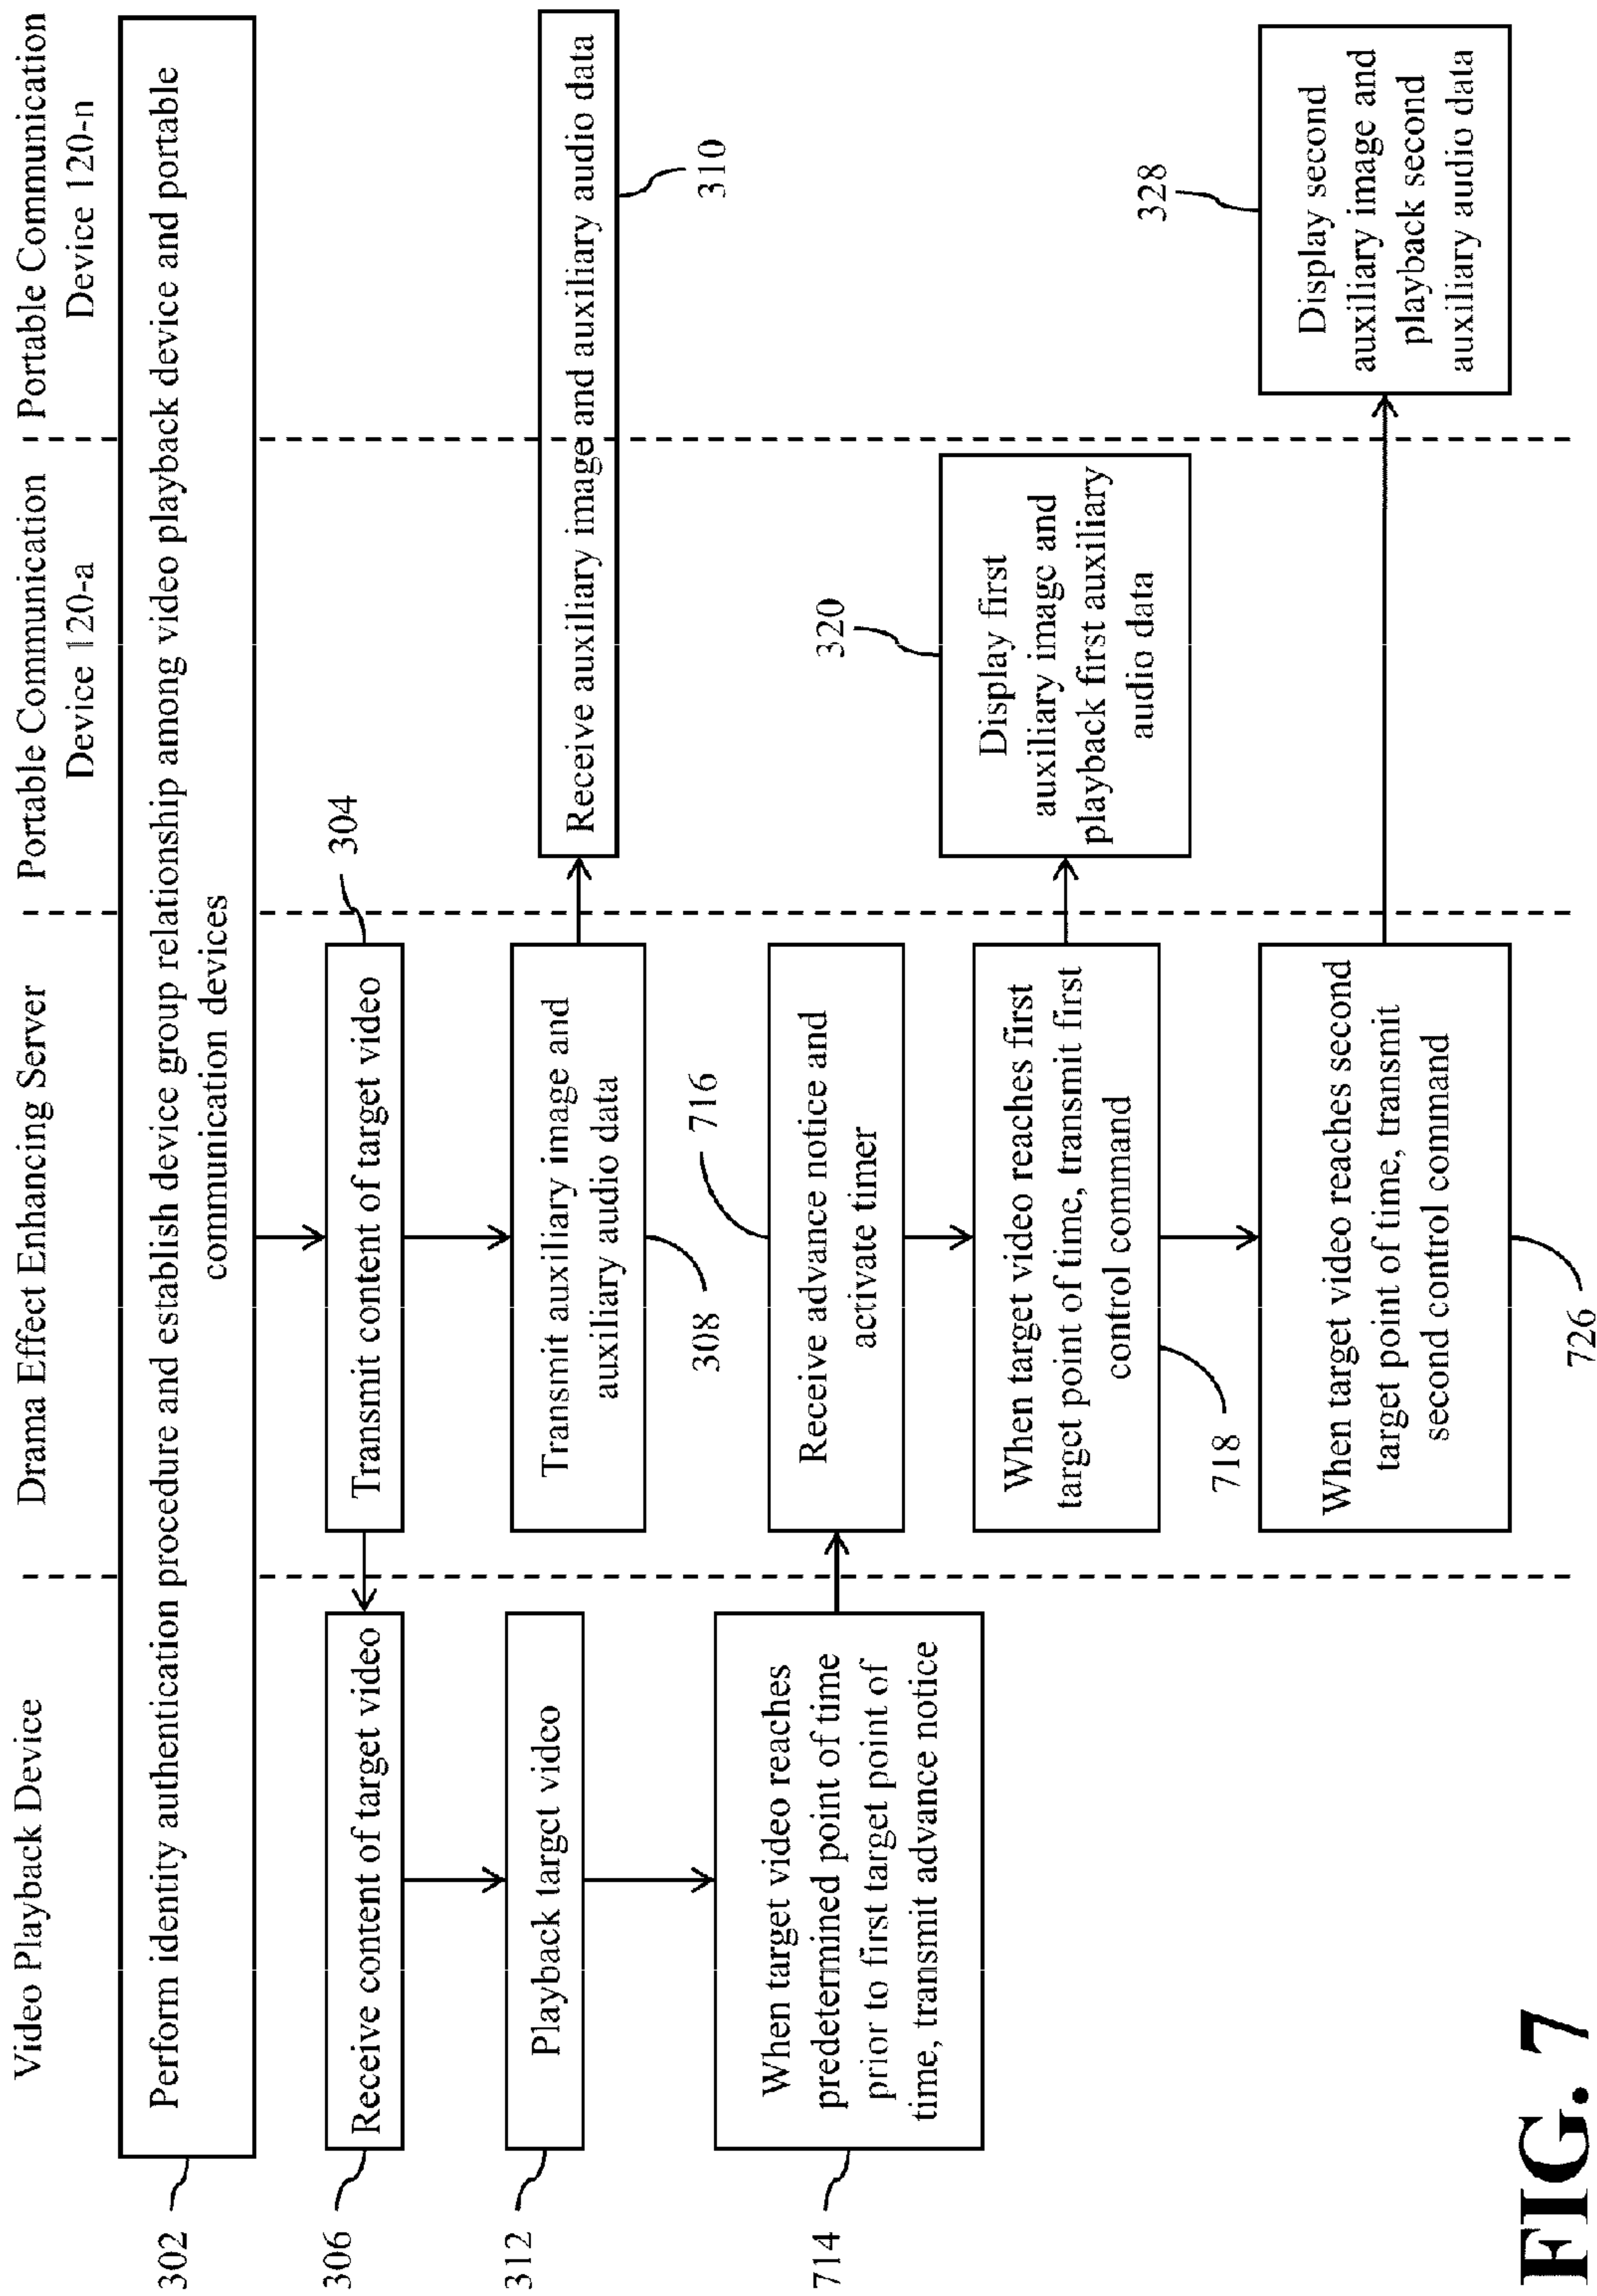 Video Playback Device
Drama Effect Enhancing Server
Portable Communication
Device 120-a
Portable Communication
Device 120-n
302
Perform identity authentication procedure and establish device group relationship among video playback device and portable
communication devices
306
Receive content of target video
Transmit content of target video
304
312
Playback target video
Transmit auxiliary image and
auxiliary audio data
308
Receive auxiliary image and auxiliary audio data
310
714
When target video reaches
predetermined point of time
prior to first target point of
time, transmit advance notice
716
Receive advance notice and
activate timer
When target video reaches first
target point of time, transmit first
control command
718
320
Display first
auxiliary image and
playback first auxiliary
audio data
When target video reaches second
target point of time, transmit
second control command
726
328
Display second
auxiliary image and
playback second
auxiliary audio data
FIG. 7